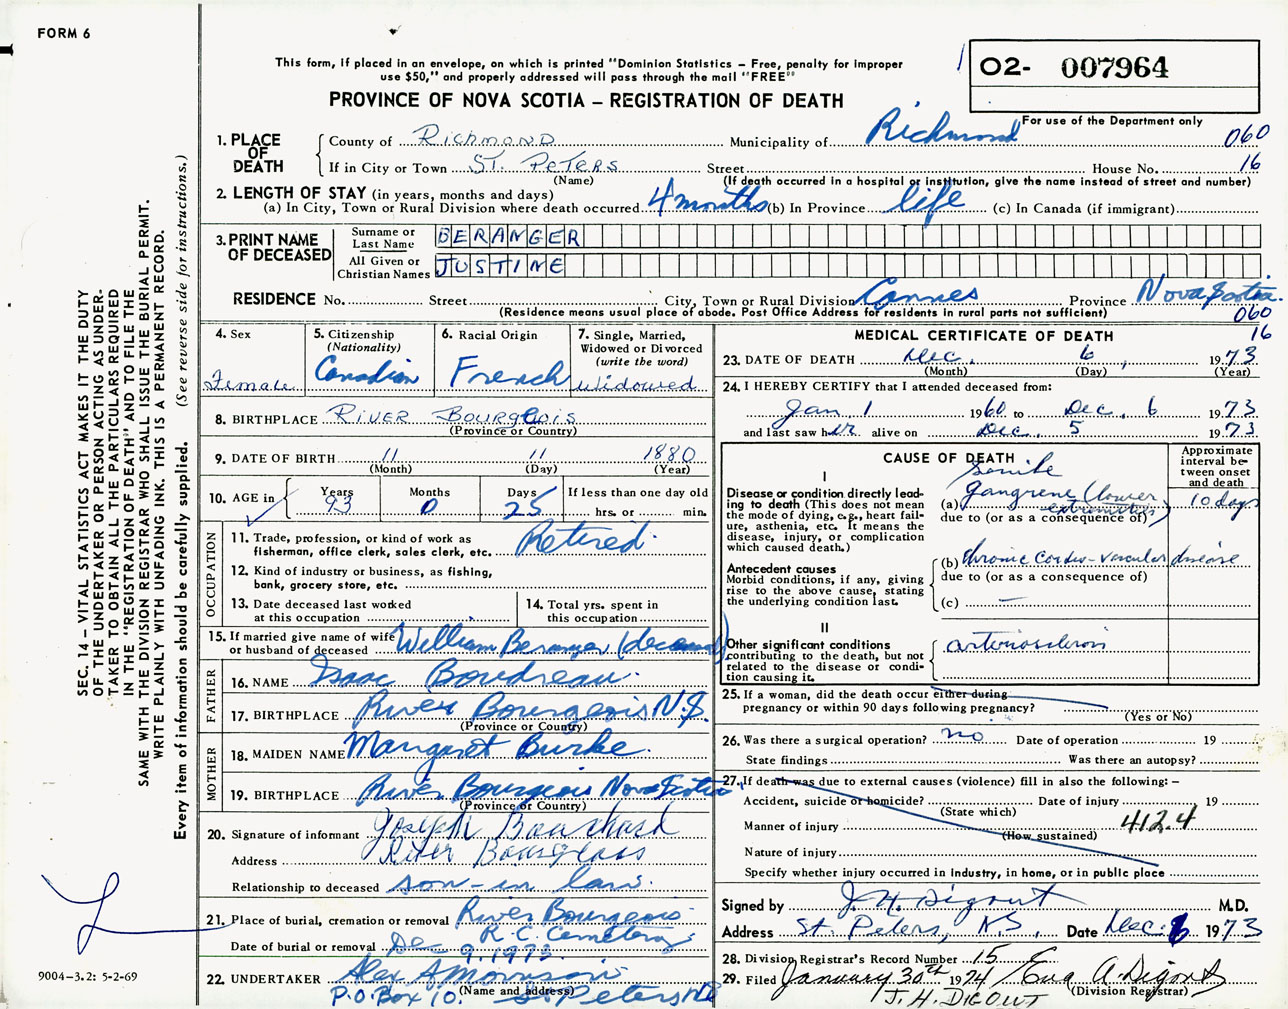 FORM 6
This form, if placed in an envelope, on which is printed "Dominion Statistics – Free, penalty for improper
use $50," and properly addressed will pass through the mail "FREE"
O2- 007964
PROVINCE OF NOVA SCOTIA – REGISTRATION OF DEATH
For use of the Department only
1. PLACE OF DEATH
County of Richmond Municipality of Richmond 060
If in City or Town St. Peters Street House No. 16
(Name) (If death occurred in a hospital or institution, give the name instead of street and number)
2. LENGTH OF STAY (in years, months and days)
(a) In City, Town or Rural Division where death occurred 4 months (b) In Province life (c) In Canada (if immigrant)
3. PRINT NAME OF DECEASED
Surname or Last Name BERANGER
All Given or Christian Names JUSTINE
RESIDENCE No. Street City, Town or Rural Division Cannes Province Nova Scotia
(Residence means usual place of abode. Post Office Address for residents in rural parts not sufficient) 060
16
4. Sex
Female
5. Citizenship
(Nationality)
Canadian
6. Racial Origin
French
7. Single, Married,
Widowed or Divorced
(write the word)
Widowed
8. BIRTHPLACE River Bourgeois
(Province or Country)
9. DATE OF BIRTH 11 11 1880
(Month) (Day) (Year)
10. AGE in Years 93 Months 0 Days 25 If less than one day old
hrs. or min.
OCCUPATION
11. Trade, profession, or kind of work as
fisherman, office clerk, sales clerk, etc. Retired
12. Kind of industry or business, as fishing,
bank, grocery store, etc.
13. Date deceased last worked
at this occupation
14. Total yrs. spent in
this occupation
15. If married give name of wife
or husband of deceased William Beranger (deceased)
FATHER
16. NAME Isaac Boudreau
17. BIRTHPLACE River Bourgeois N.S.
(Province or Country)
MOTHER
18. MAIDEN NAME Margaret Burke
19. BIRTHPLACE River Bourgeois Nova Scotia
(Province or Country)
20. Signature of informant Joseph Bouchard
Address River Bourgeois
Relationship to deceased son-in law
21. Place of burial, cremation or removal River Bourgeois
R.C. Cemetery
Date of burial or removal Dec 9, 1973
22. UNDERTAKER Alex A Morrison
(Name and address)
P.O. Box 10. St. Peters NS
MEDICAL CERTIFICATE OF DEATH
23. DATE OF DEATH Dec. 6, 1973
(Month) (Day) (Year)
24. I HEREBY CERTIFY that I attended deceased from:
Jan 1 1960 to Dec. 6 1973
and last saw her alive on Dec. 5 1973
CAUSE OF DEATH
Approximate
interval be-
tween onset
and death
I
Disease or condition directly lead-
ing to death (This does not
mean the mode of dying, e.g., heart fail-
ure, asthenia, etc. It means the
disease, injury, or complication
which caused death.)
(a) Senile gangrene (lower extremities) 10 days
due to (or as a consequence of)
Antecedent causes
Morbid conditions, if any, giving
rise to the above cause, stating
the underlying condition last.
(b) chronic cardio-vascular disease
due to (or as a consequence of)
(c) —
II
Other significant conditions
contributing to the death, but not
related to the disease or condi-
tion causing it.
arteriosclerosis
25. If a woman, did the death occur either during
pregnancy or within 90 days following pregnancy?
(Yes or No)
26. Was there a surgical operation? no Date of operation 19
State findings Was there an autopsy?
27. If death was due to external causes (violence) fill in also the following: –
Accident, suicide or homicide? Date of injury 19
(State which)
Manner of injury 412.4
(How sustained)
Nature of injury
Specify whether injury occurred in industry, in home, or in public place
Signed by J. H. Digout M.D.
Address St. Peters, N.S. Date Dec. 6 1973
28. Division Registrar's Record Number 15
29. Filed January 30th 1974 Eva A. Digout
(Division Registrar)
J. H. DIGOUT
SEC. 14 – VITAL STATISTICS ACT MAKES IT THE DUTY
OF THE UNDERTAKER OR PERSON ACTING AS UNDER-
TAKER TO OBTAIN ALL THE PARTICULARS REQUIRED
IN THE "REGISTRATION OF DEATH" AND TO FILE THE
SAME WITH THE DIVISION REGISTRAR WHO SHALL ISSUE THE BURIAL PERMIT.
WRITE PLAINLY WITH UNFADING INK. THIS IS A PERMANENT RECORD.
Every item of information should be carefully supplied. (See reverse side for instructions.)
9004–3.2: 5-2-69